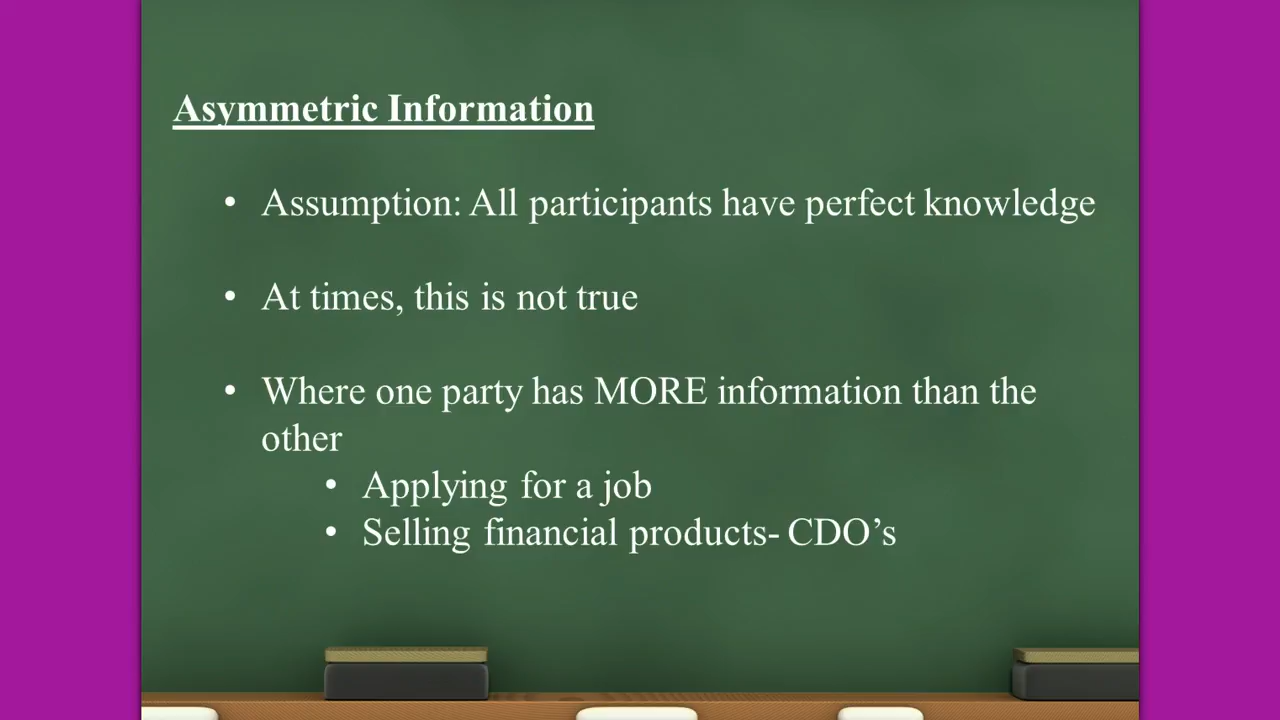 Asymmetric Information
• Assumption: All participants have perfect knowledge
• At times, this is not true
• Where one party has MORE information than the
other
• Applying for a job
• Selling financial products- CDO’s